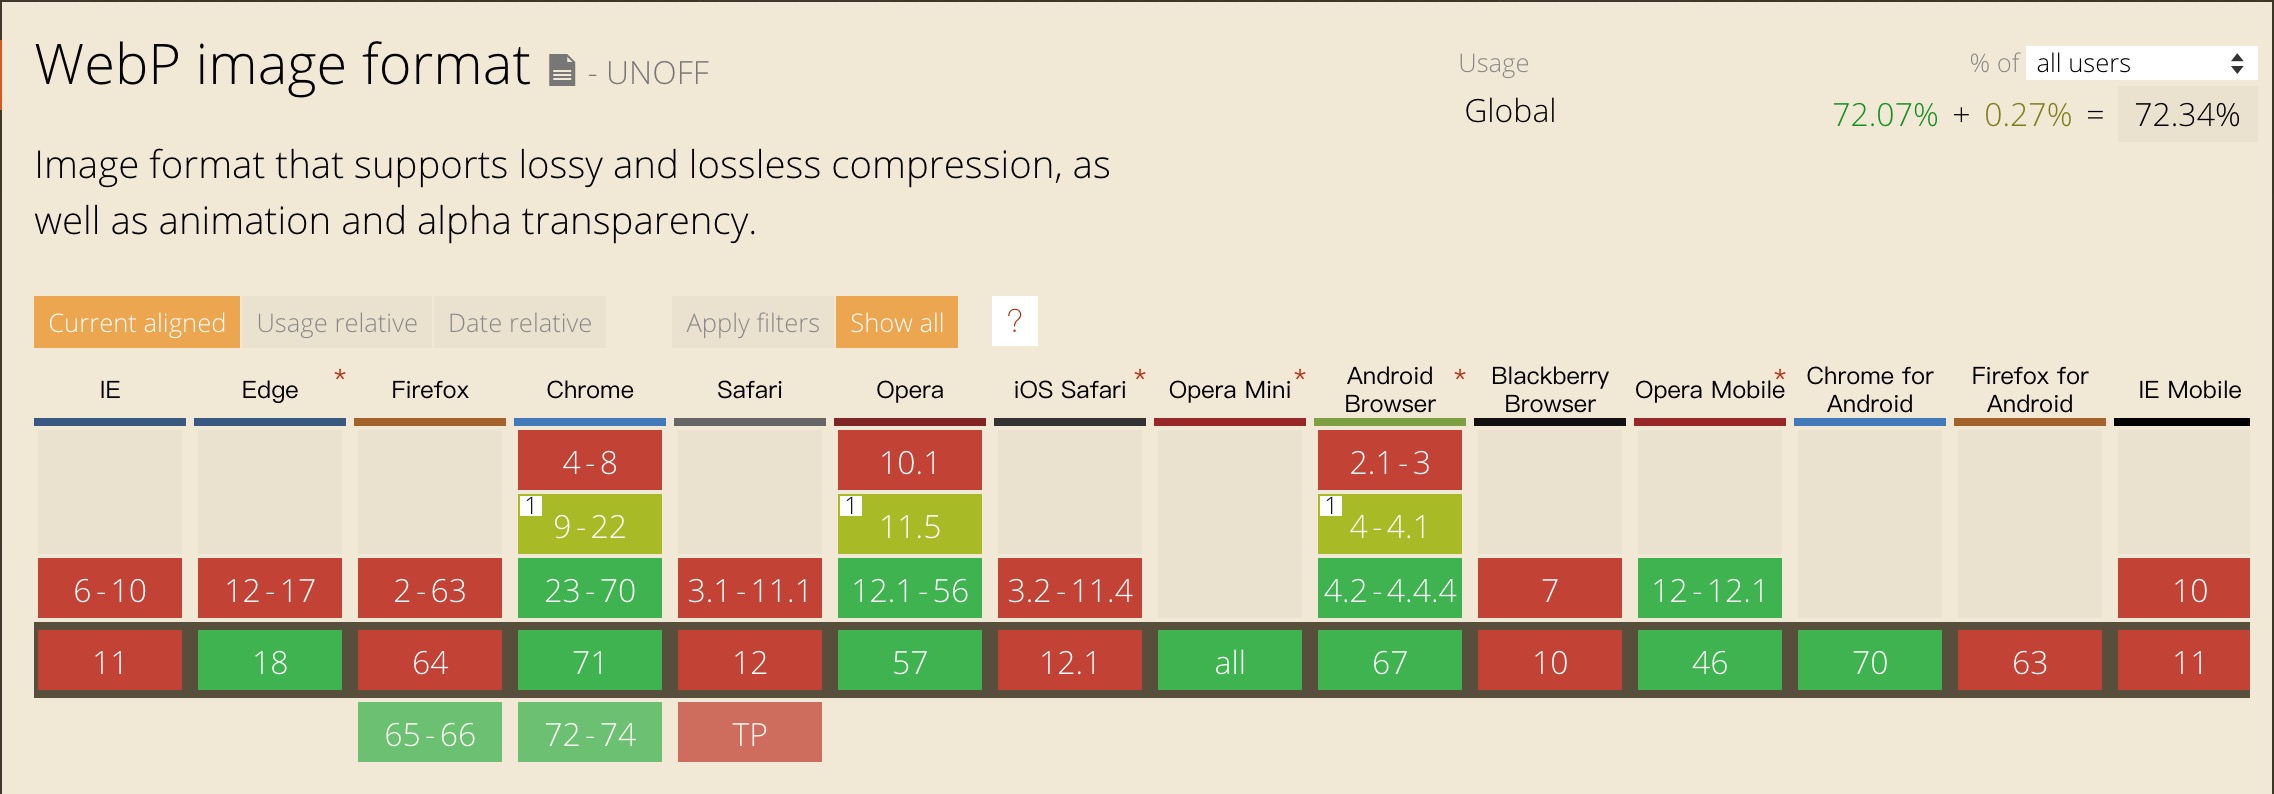 WebP image format - UNOFF
Usage % of all users
Global 72.07% + 0.27% = 72.34%
Image format that supports lossy and lossless compression, as
well as animation and alpha transparency.
Current aligned Usage relative Date relative Apply filters Show all ?
IE Edge * Firefox Chrome Safari Opera iOS Safari * Opera Mini * Android Browser * Blackberry Browser Opera Mobile * Chrome for Android Firefox for Android IE Mobile
4-8 10.1 2.1-3
1 9-22 1 11.5 1 4-4.1
6-10 12-17 2-63 23-70 3.1-11.1 12.1-56 3.2-11.4 4.2-4.4.4 7 12-12.1 10
11 18 64 71 12 57 12.1 all 67 10 46 70 63 11
65-66 72-74 TP